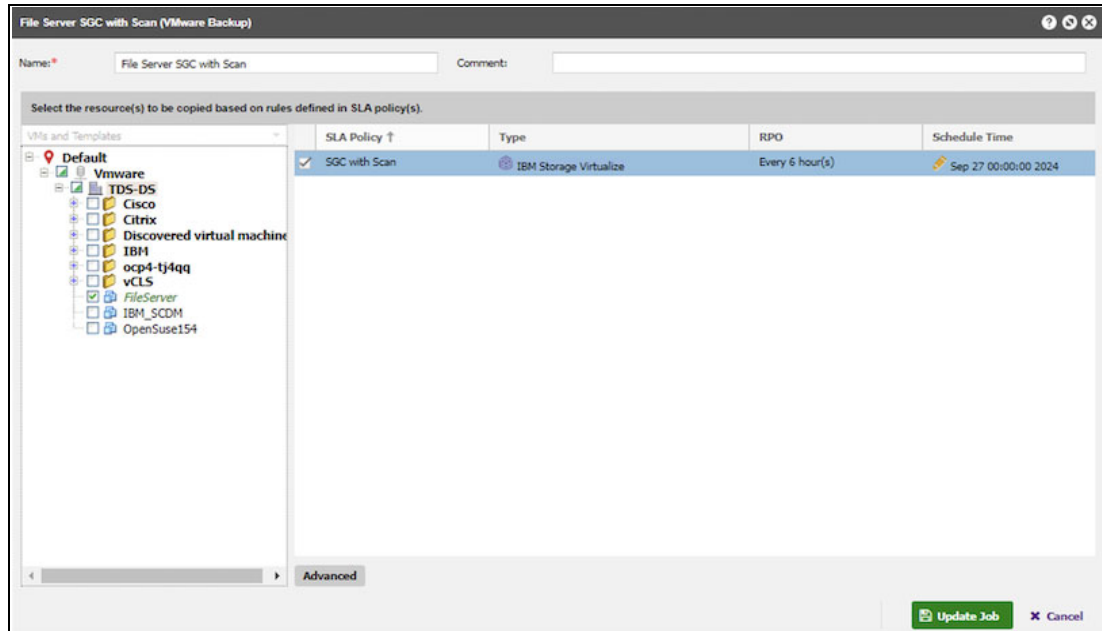 File Server SGC with Scan (VMware Backup)
Name:* File Server SGC with Scan Comment:
Select the resource(s) to be copied based on rules defined in SLA policy(s).
VMs and Templates
SLA Policy ↑ Type RPO Schedule Time
SGC with Scan IBM Storage Virtualize Every 6 hour(s) Sep 27 00:00:00 2024
Default
Vmware
TDS-DS
Cisco
Citrix
Discovered virtual machine
IBM
ocp4-tj4qq
vCLS
FileServer
IBM_SCDM
OpenSuse154
Advanced
Update Job Cancel